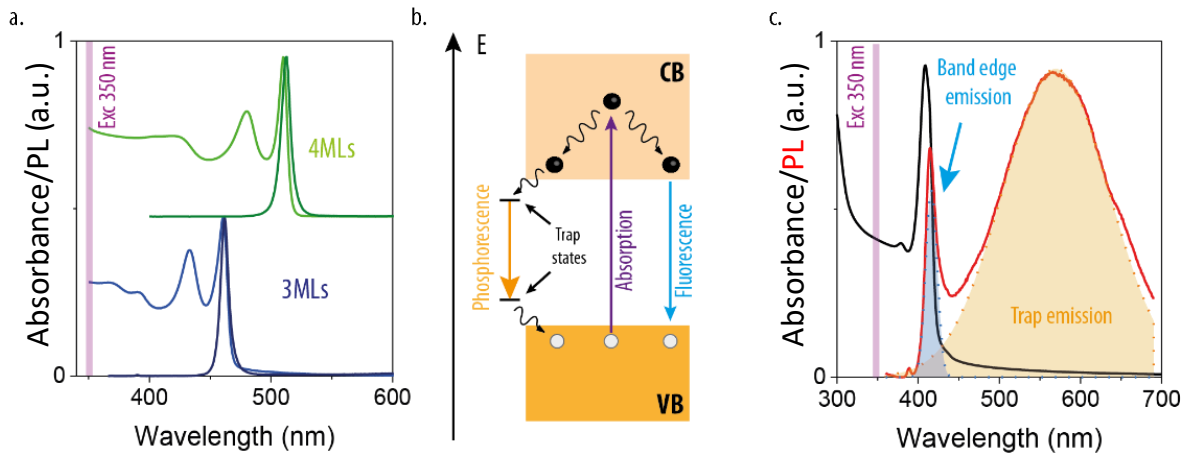 a.
Absorbance/PL (a.u.)
1
0
Exc 350 nm
4MLs
3MLs
400
500
600
Wavelength (nm)
b.
E
CB
Phosphorescence
Trap
states
Absorption
Fluorescence
VB
c.
Absorbance/PL (a.u.)
1
0
Exc 350 nm
Band edge
emission
Trap emission
300
400
500
600
700
Wavelength (nm)